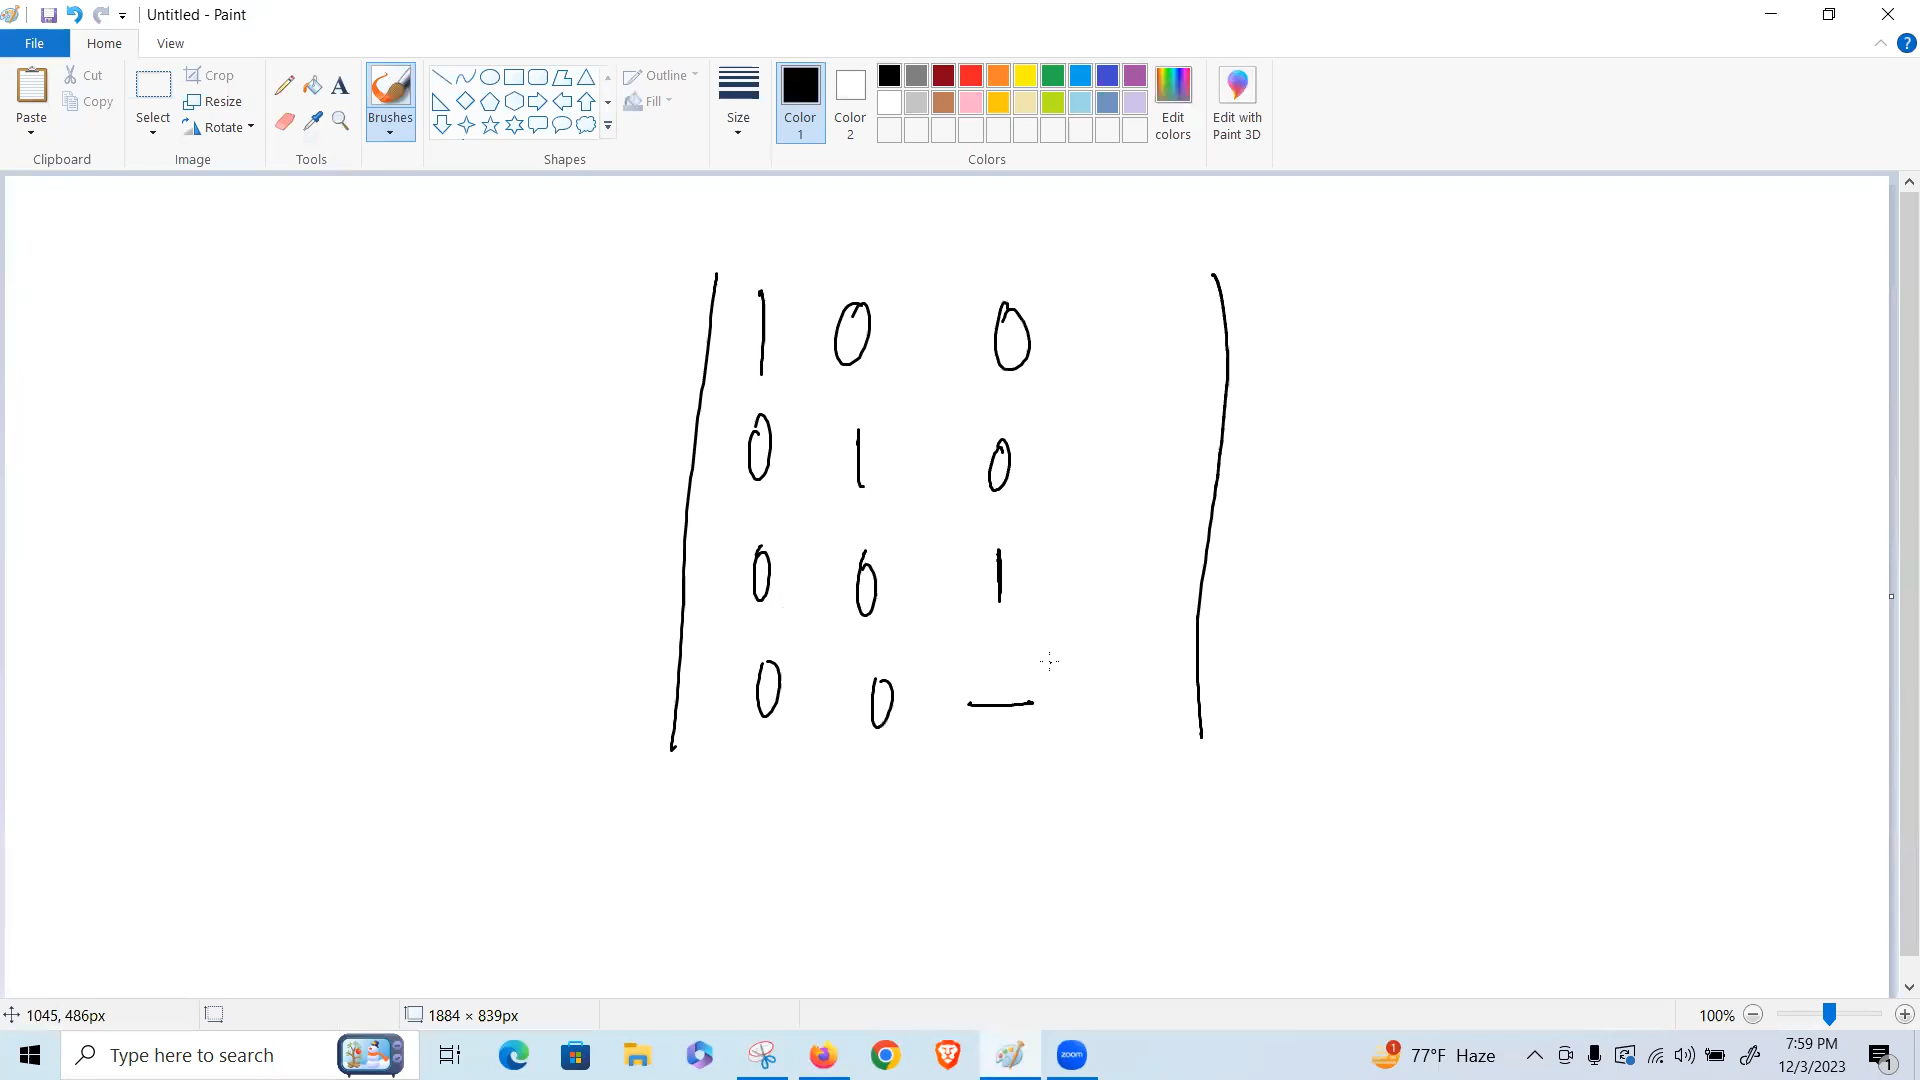 Untitled - Paint
File Home View
Paste Cut Copy Clipboard
Select Crop Resize Rotate Image
Tools
Brushes
Shapes Outline Fill
Size
Color 1 Color 2 Edit colors Edit with Paint 3D Colors
1 0 0
0 1 0
0 0 1
0 0 —
1045, 486px 1884 × 839px 100%
Type here to search zoom 1 77°F Haze 7:59 PM 12/3/2023 1